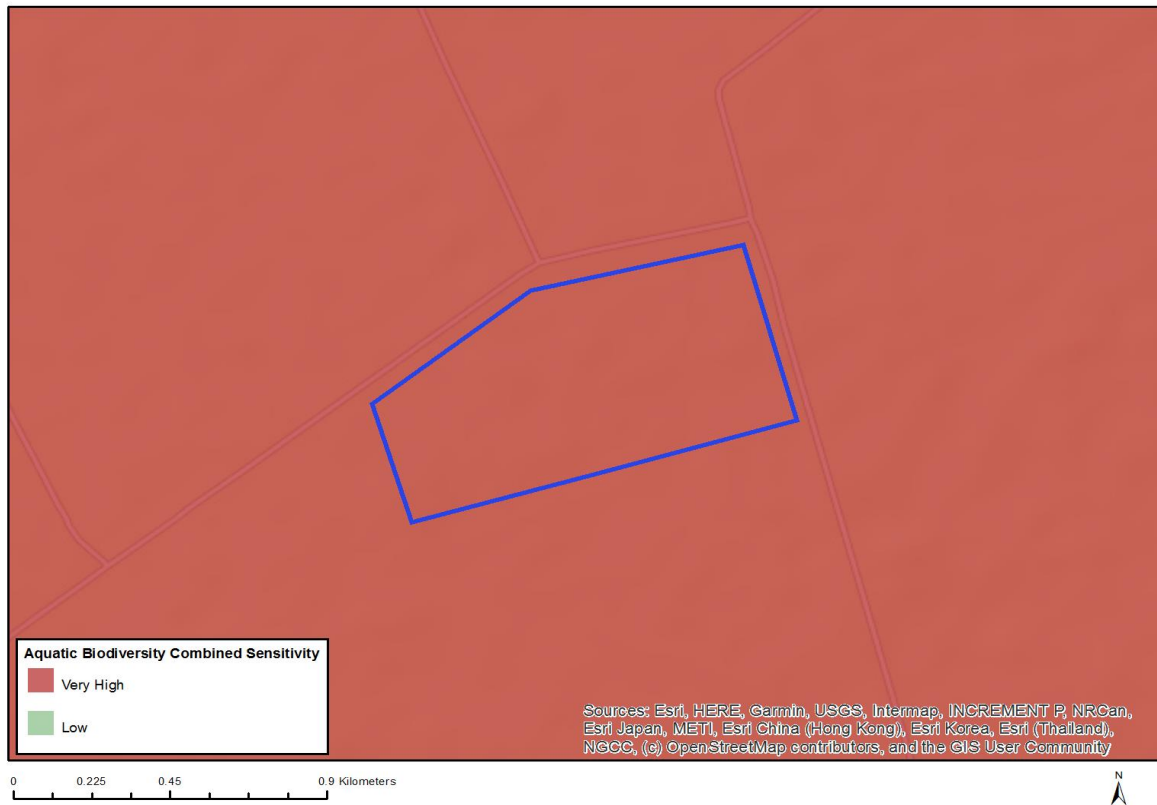 Aquatic Biodiversity Combined Sensitivity
Very High
Low
Sources: Esri, HERE, Garmin, USGS, Intermap, INCREMENT P, NRCan,
Esri Japan, METI, Esri China (Hong Kong), Esri Korea, Esri (Thailand),
NGCC, (c) OpenStreetMap contributors, and the GIS User Community
0 0.225 0.45 0.9 Kilometers
N